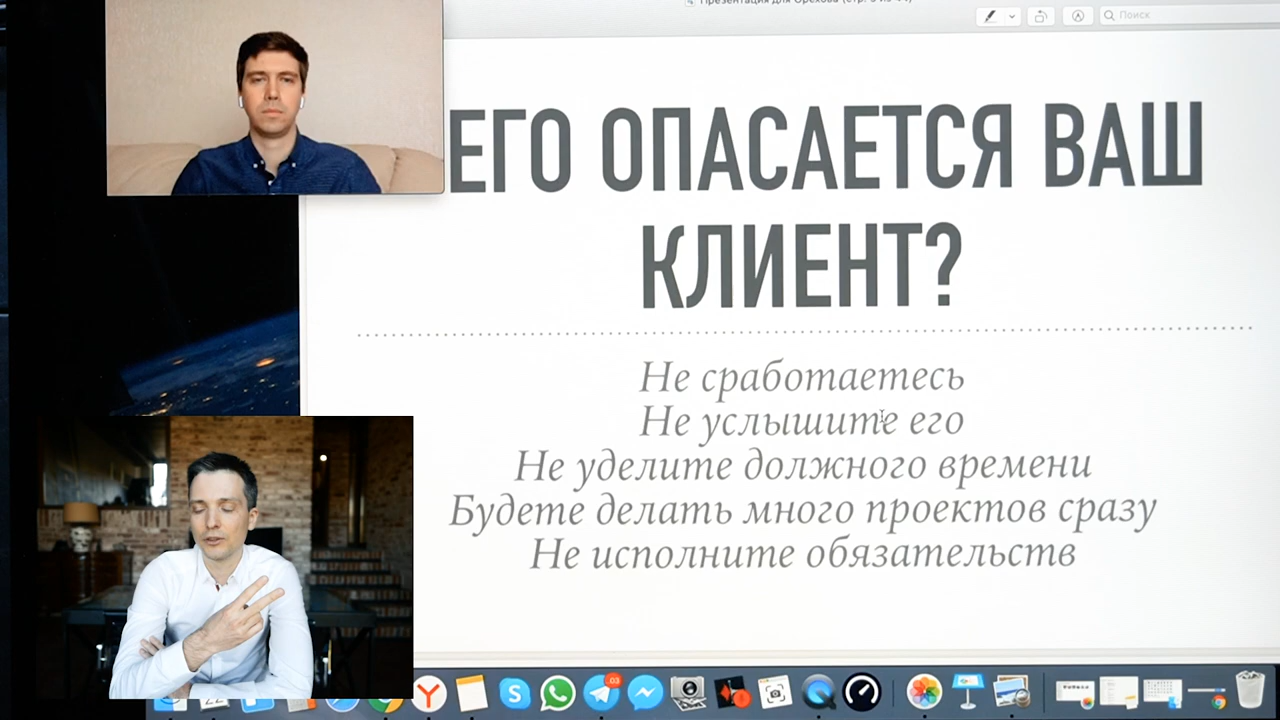 Поиск
ЕГО ОПАСАЕТСЯ ВАШ
КЛИЕНТ?
Не сработаетесь
Не услышите его
Не уделите должного времени
Будете делать много проектов сразу
Не исполните обязательств